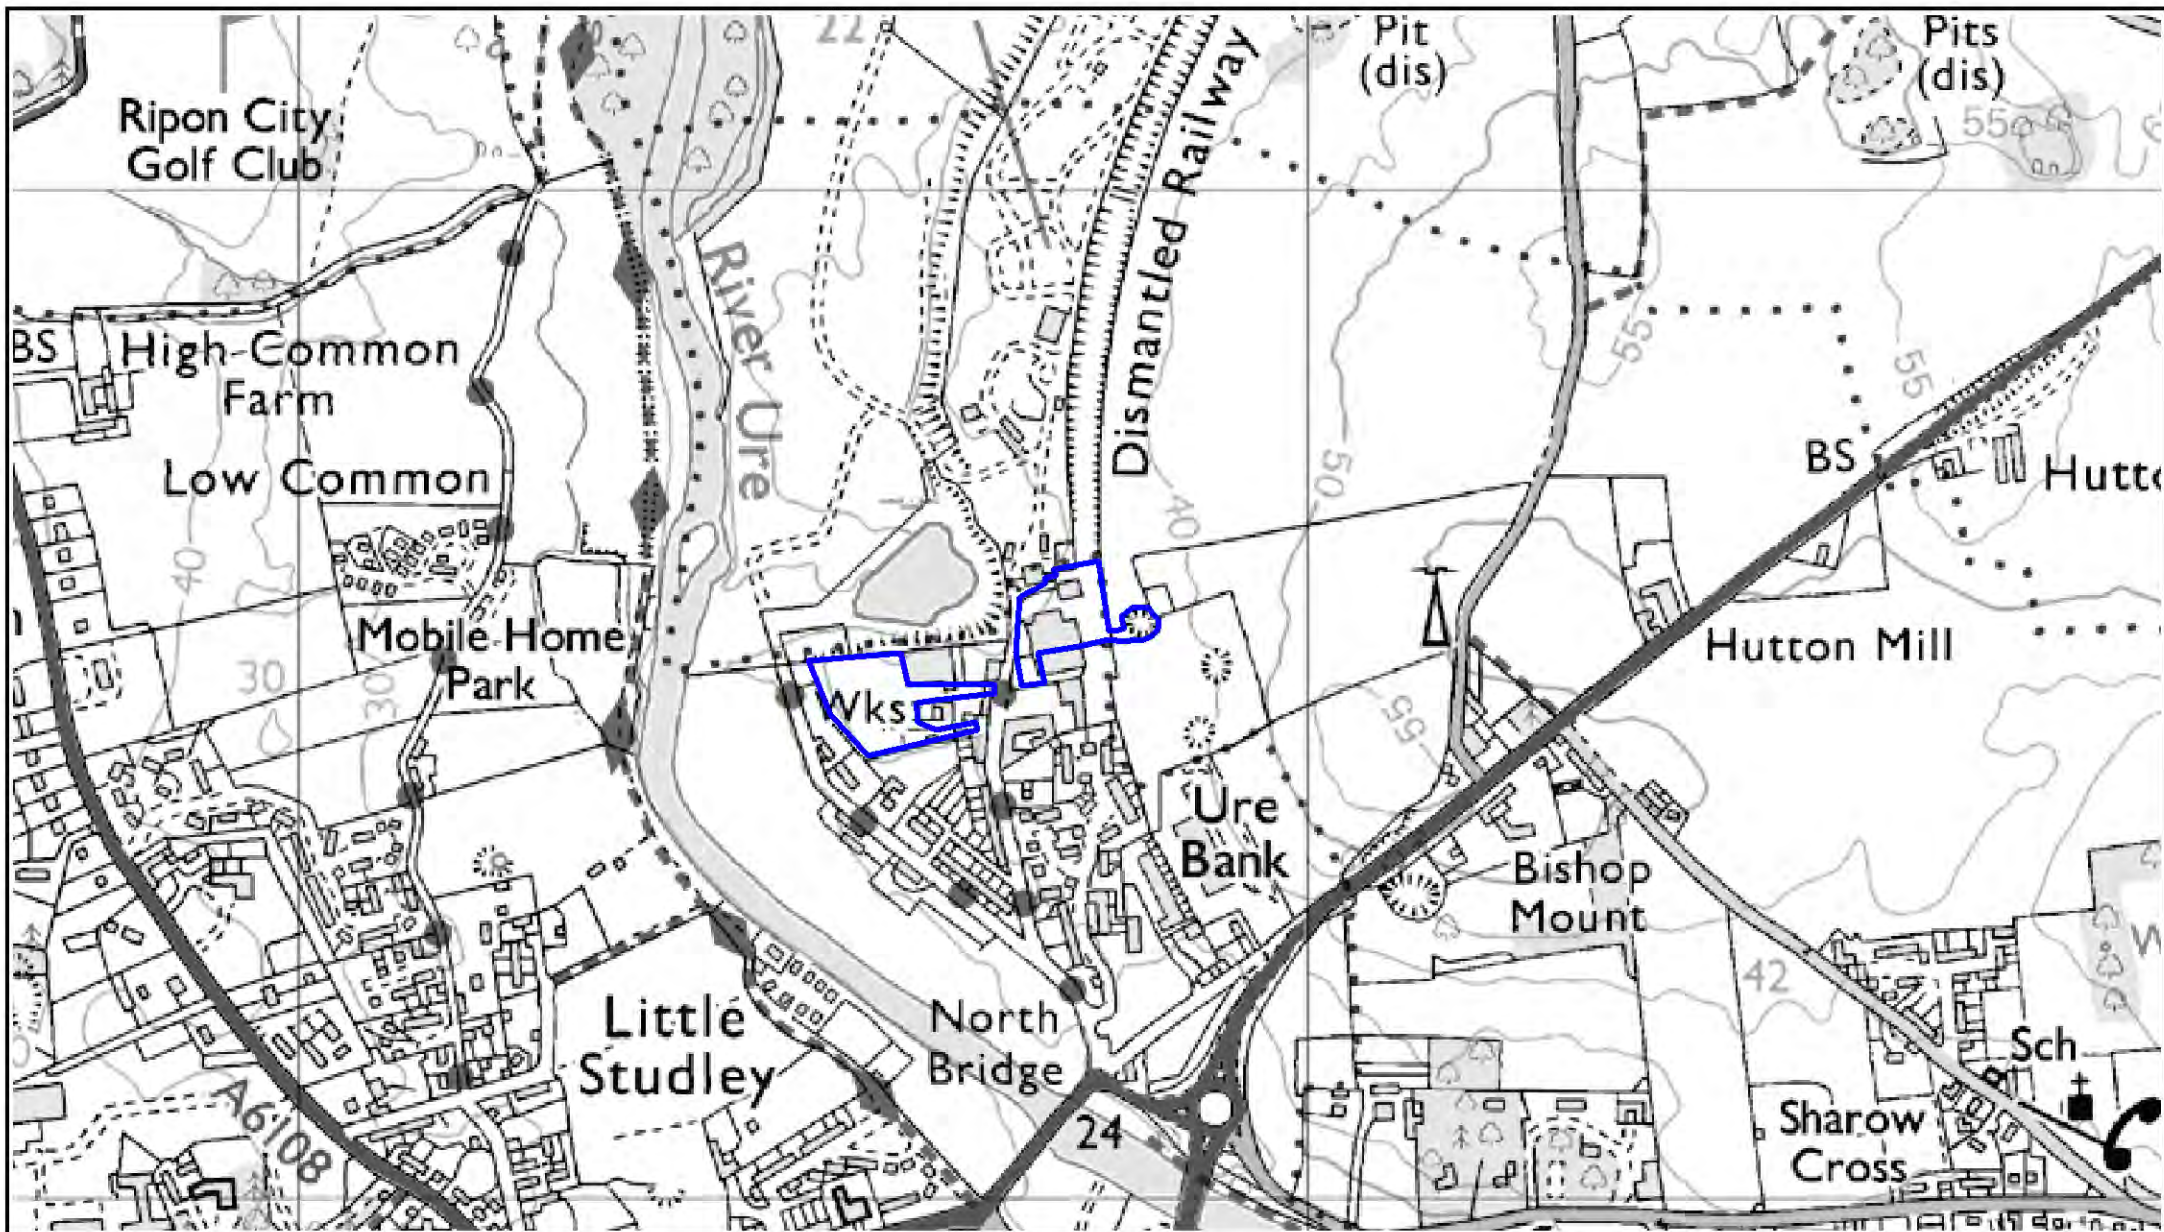 22
Pit
(dis)
Pits
(dis)
Ripon City
Golf Club
55
Dismantled Railway
River Ure
BS
High Common
Farm
55
55
BS
Low Common
50
40
40
Mobile Home
Park
30
30
Hutton Mill
Wks
55
Ure
Bank
Bishop
Mount
42
Little
Studley
North
Bridge
Sch
A6108
24
Sharow
Cross